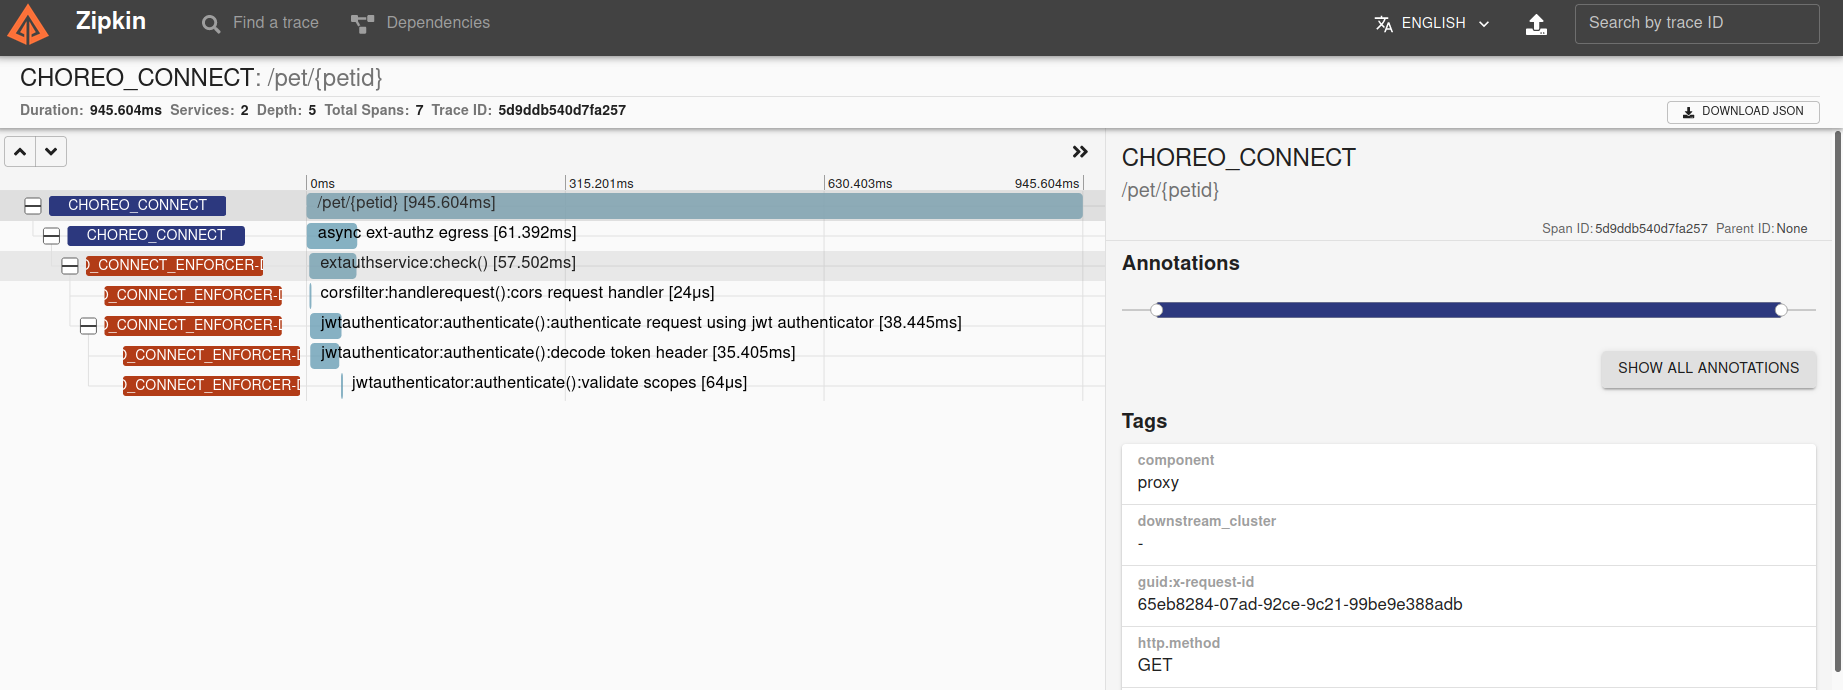 Zipkin
Find a trace
Dependencies
ENGLISH
Search by trace ID
CHOREO_CONNECT: /pet/{petid}
Duration: 945.604ms Services: 2 Depth: 5 Total Spans: 7 Trace ID: 5d9ddb540d7fa257
DOWNLOAD JSON
0ms 315.201ms 630.403ms 945.604ms
CHOREO_CONNECT /pet/{petid} [945.604ms]
CHOREO_CONNECT async ext-authz egress [61.392ms]
O_CONNECT_ENFORCER-D extauthservice:check() [57.502ms]
O_CONNECT_ENFORCER-D corsfilter:handlerequest():cors request handler [24μs]
O_CONNECT_ENFORCER-D jwtauthenticator:authenticate():authenticate request using jwt authenticator [38.445ms]
O_CONNECT_ENFORCER-D jwtauthenticator:authenticate():decode token header [35.405ms]
O_CONNECT_ENFORCER-D jwtauthenticator:authenticate():validate scopes [64μs]
CHOREO_CONNECT
/pet/{petid}
Span ID: 5d9ddb540d7fa257 Parent ID: None
Annotations
SHOW ALL ANNOTATIONS
Tags
component
proxy
downstream_cluster
-
guid:x-request-id
65eb8284-07ad-92ce-9c21-99be9e388adb
http.method
GET